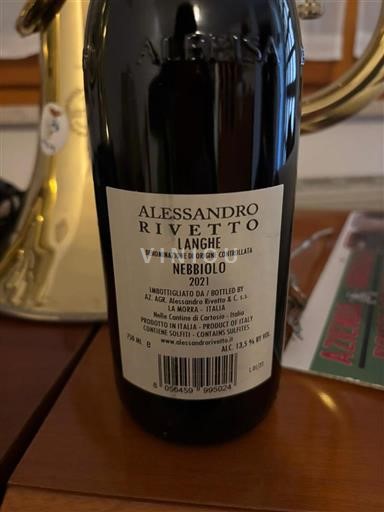 ALBEISA
ALESSANDRO
RIVETTO
LANGHE
DENOMINAZIONE DI ORIGINE CONTROLLATA
NEBBIOLO
2021
IMBOTTIGLIATO DA / BOTTLED BY
AZ. AGR. Alessandro Rivetto & C. s.s.
LA MORRA - ITALIA
Nelle Cantine di Cartosio - Italia
PRODOTTO IN ITALIA - PRODUCT OF ITALY
CONTIENE SOLFITI - CONTAINS SULFITES
www.alessandrorivetto.it
750 ML e ALC. 13,5 % BY VOL.
8 056459 995024